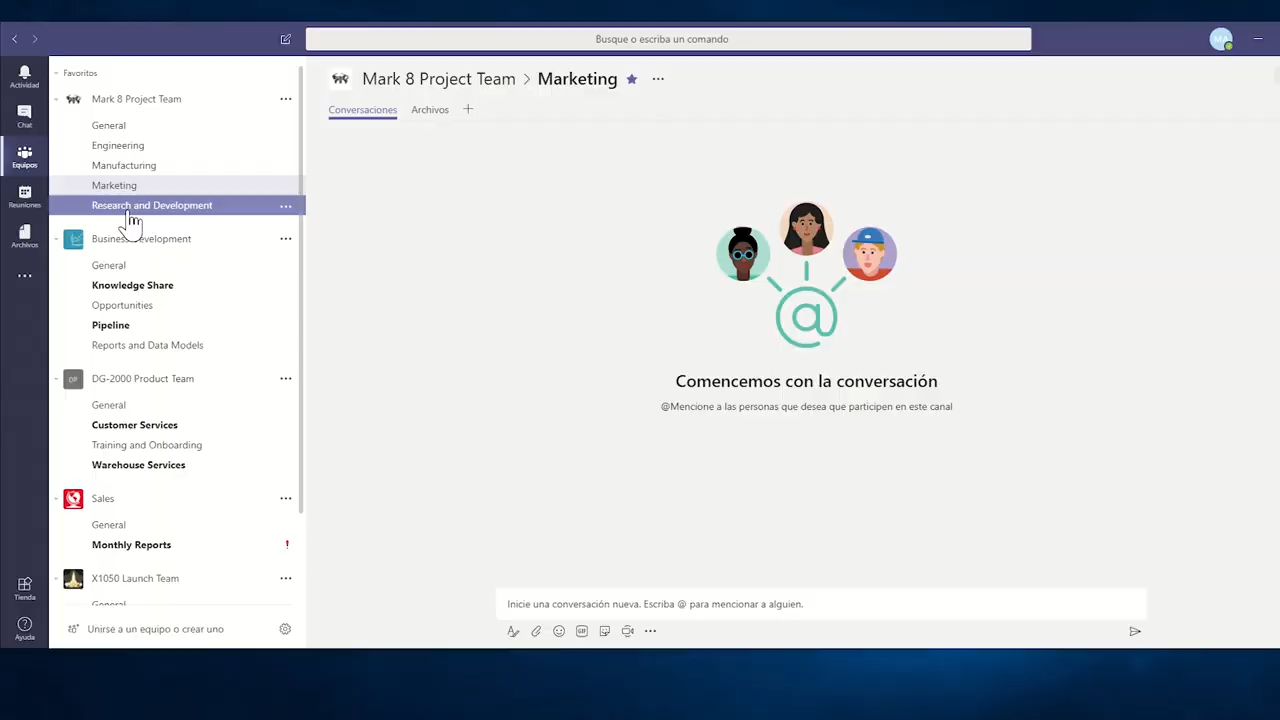 Busque o escriba un comando
MA
Actividad
Chat
Equipos
Reuniones
Archivos
Tienda
Ayuda
Favoritos
Mark 8 Project Team
General
Engineering
Manufacturing
Marketing
Research and Development
Business Development
General
Knowledge Share
Opportunities
Pipeline
Reports and Data Models
DP
DG-2000 Product Team
General
Customer Services
Training and Onboarding
Warehouse Services
Sales
General
Monthly Reports !
X1050 Launch Team
General
Unirse a un equipo o crear uno
Mark 8 Project Team > Marketing
Conversaciones Archivos +
@
Comencemos con la conversación
@Mencione a las personas que desea que participen en este canal
Inicie una conversación nueva. Escriba @ para mencionar a alguien.
GIF